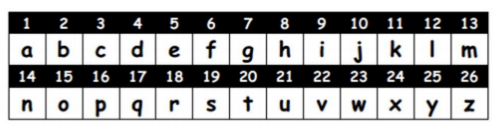 1 2 3 4 5 6 7 8 9 10 11 12 13
a b c d e f g h i j k l m
14 15 16 17 18 19 20 21 22 23 24 25 26
n o p q r s t u v w x y z